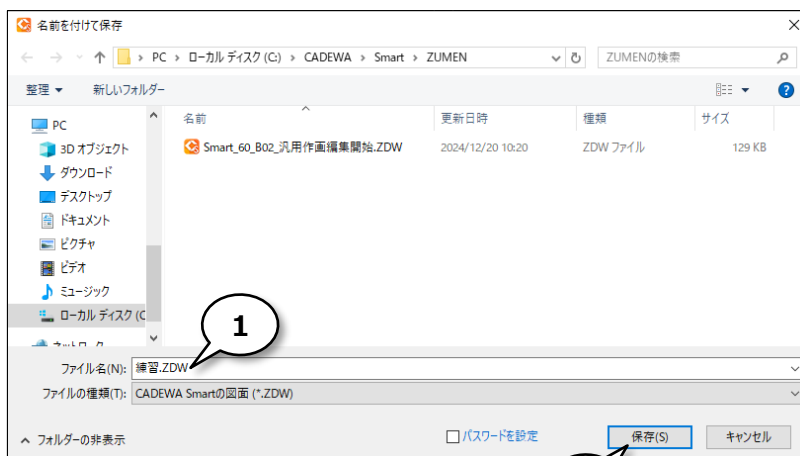 名前を付けて保存
PC › ローカル ディスク (C:) › CADEWA › Smart › ZUMEN
ZUMENの検索
整理 新しいフォルダー
名前 更新日時 種類 サイズ
PC
3D オブジェクト
Smart_60_B02_汎用作画編集開始.ZDW 2024/12/20 10:20 ZDW ファイル 129 KB
ダウンロード
デスクトップ
ドキュメント
ピクチャ
ビデオ
ミュージック
ローカル ディスク (C
1
ファイル名(N): 練習.ZDW
ファイルの種類(T): CADEWA Smartの図面 (*.ZDW)
フォルダーの非表示
パスワードを設定
保存(S)
キャンセル